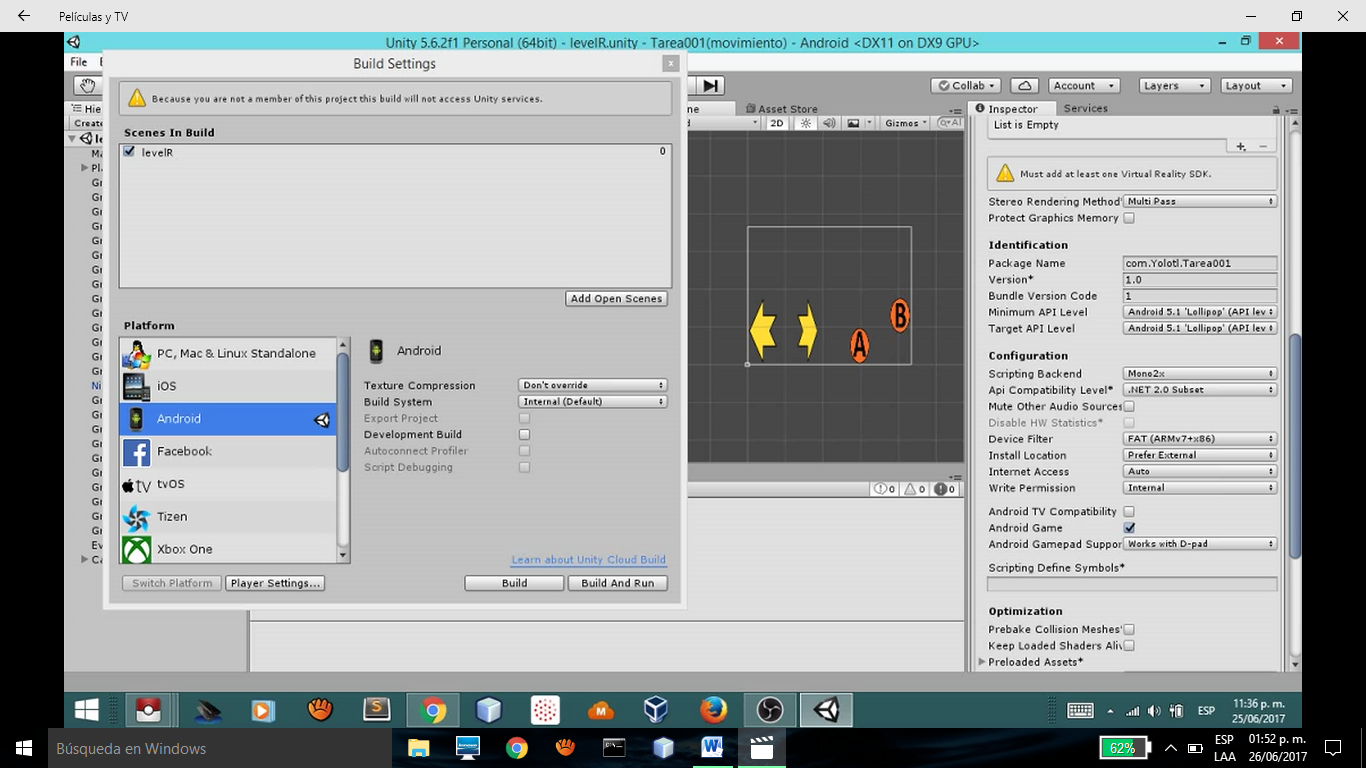 Películas y TV
Unity 5.6.2f1 Personal (64bit) - levelR.unity - Tarea001(movimiento) - Android <DX11 on DX9 GPU>
File
Build Settings
Collab
Account
Layers
Layout
Because you are not a member of this project this build will not access Unity services.
Scenes In Build
levelR 0
Add Open Scenes
Platform
PC, Mac & Linux Standalone
iOS
Android
Facebook
tvOS
Tizen
Xbox One
Android
Texture Compression Don't override
Build System Internal (Default)
Export Project
Development Build
Autoconnect Profiler
Script Debugging
Learn about Unity Cloud Build
Switch Platform Player Settings... Build Build And Run
Asset Store
2D Gizmos
A
B
0 0 0
Inspector Services
List is Empty
Must add at least one Virtual Reality SDK.
Stereo Rendering Method* Multi Pass
Protect Graphics Memory
Identification
Package Name com.Yolotl.Tarea001
Version* 1.0
Bundle Version Code 1
Minimum API Level Android 5.1 'Lollipop' (API lev
Target API Level Android 5.1 'Lollipop' (API lev
Configuration
Scripting Backend Mono2x
Api Compatibility Level* .NET 2.0 Subset
Mute Other Audio Sources
Disable HW Statistics*
Device Filter FAT (ARMv7+x86)
Install Location Prefer External
Internet Access Auto
Write Permission Internal
Android TV Compatibility
Android Game
Android Gamepad Suppor Works with D-pad
Scripting Define Symbols*
Optimization
Prebake Collision Meshes*
Keep Loaded Shaders Aliv
Preloaded Assets*
ESP
11:36 p. m.
25/06/2017
Búsqueda en Windows
62%
ESP
LAA
01:52 p. m.
26/06/2017